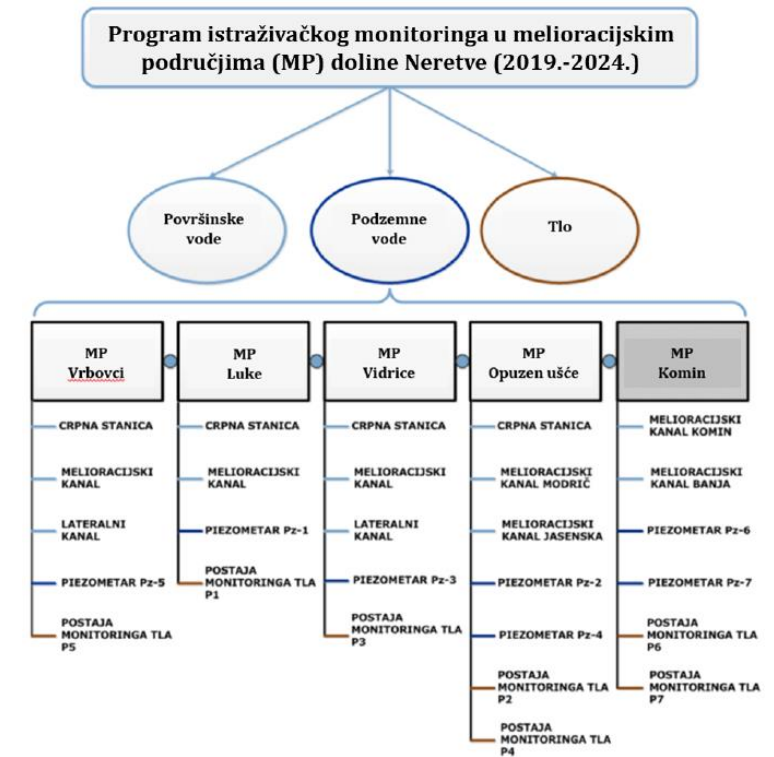 Program istraživačkog monitoringa u melioracijskim
područjima (MP) doline Neretve (2019.-2024.)
Površinske
vode
Podzemne
vode
Tlo
MP
Vrbovci
MP
Luke
MP
Vidrice
MP
Opuzen ušće
MP
Komin
CRPNA STANICA
MELIORACIJSKI
KANAL
LATERALNI
KANAL
PIEZOMETAR Pz-5
POSTAJA
MONITORINGA TLA
P5
CRPNA STANICA
MELIORACIJSKI
KANAL
PIEZOMETAR Pz-1
POSTAJA
MONITORINGA TLA
P1
CRPNA STANICA
MELIORACIJSKI
KANAL
LATERALNI
KANAL
PIEZOMETAR Pz-3
POSTAJA
MONITORINGA TLA
P3
CRPNA STANICA
MELIORACIJSKI
KANAL MODRIČ
MELIORACIJSKI
KANAL JASENSKA
PIEZOMETAR Pz-2
PIEZOMETAR Pz-4
POSTAJA
MONITORINGA TLA
P2
POSTAJA
MONITORINGA TLA
P4
MELIORACIJSKI
KANAL KOMIN
MELIORACIJSKI
KANAL BANJA
PIEZOMETAR Pz-6
PIEZOMETAR Pz-7
POSTAJA
MONITORINGA TLA
P6
POSTAJA
MONITORINGA TLA
P7